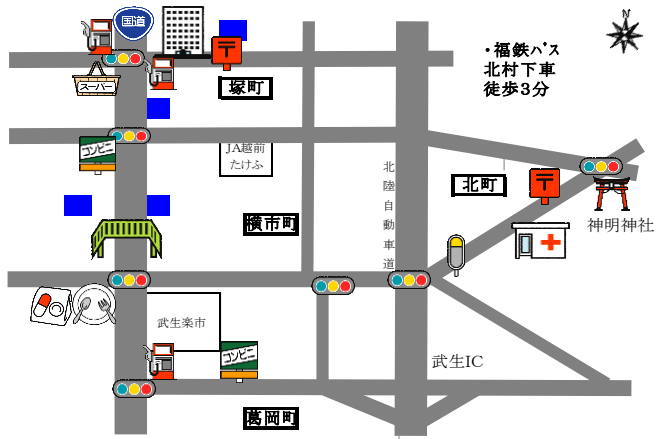 国道
N
・福鉄バス
北村下車
徒歩3分
スーパー
塚町
コンビニ
JA越前
たけふ
北陸自動車道
北町
神明神社
横市町
武生楽市
コンビニ
武生IC
葛岡町